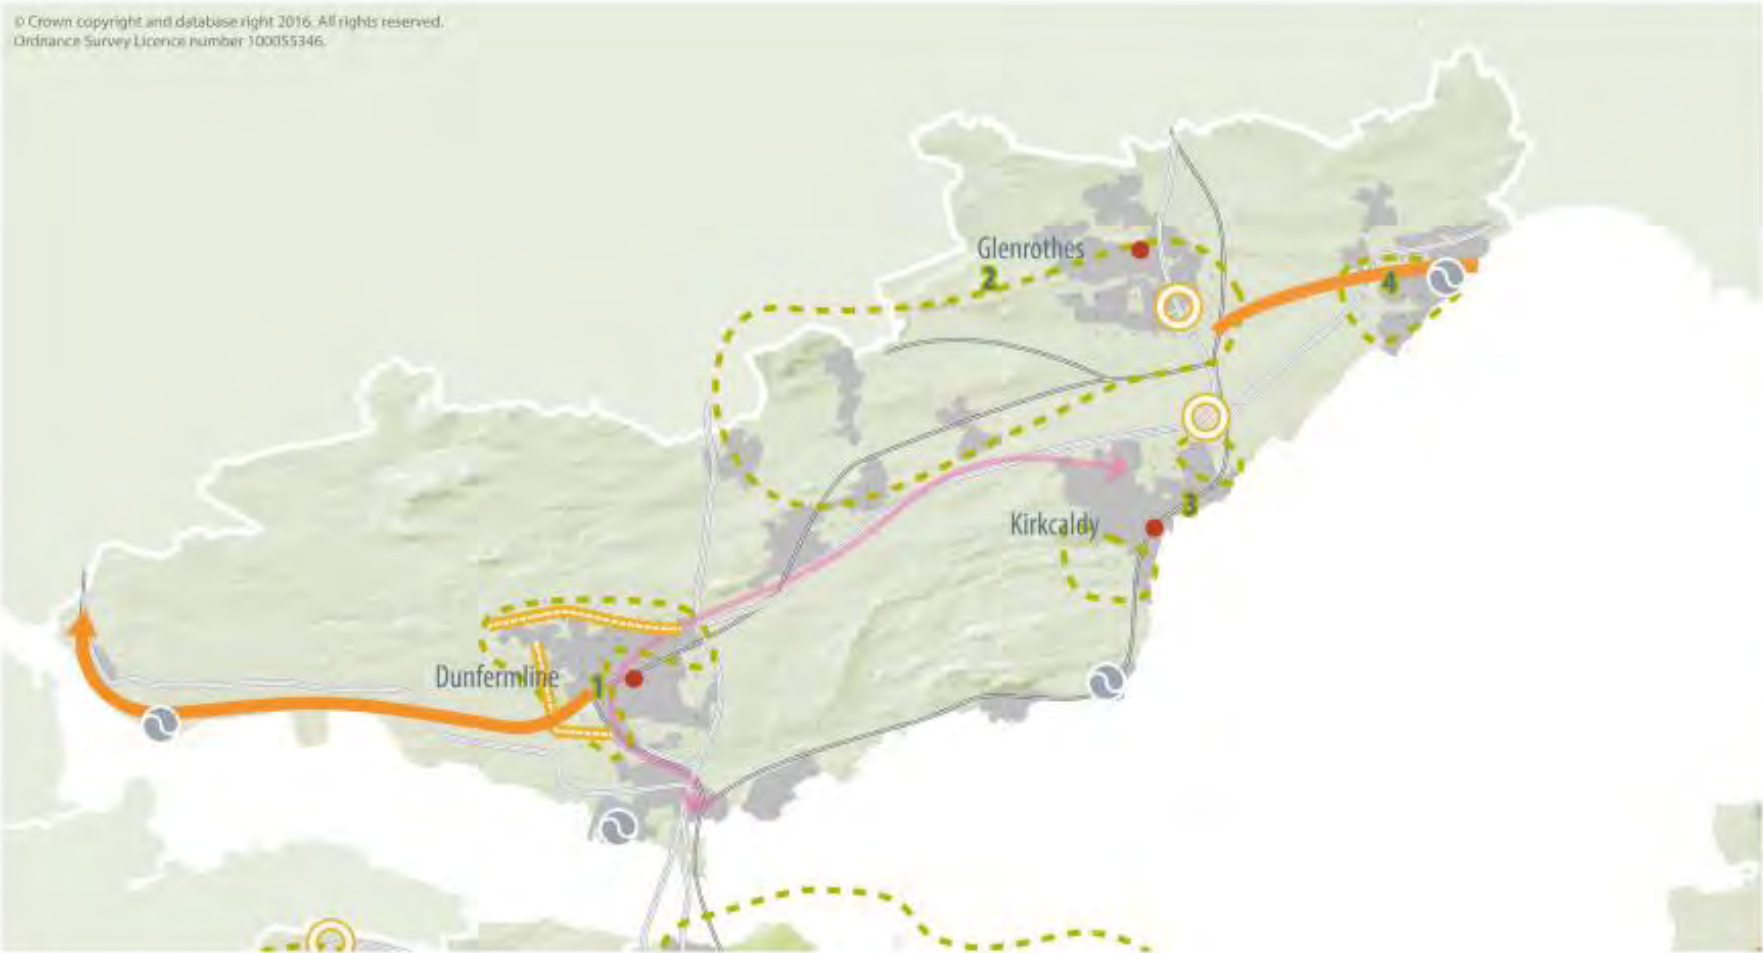 © Crown copyright and database right 2016. All rights reserved.
Ordnance Survey Licence number 100055346.
Glenrothes
2
4
Kirkcaldy
3
Dunfermline
1